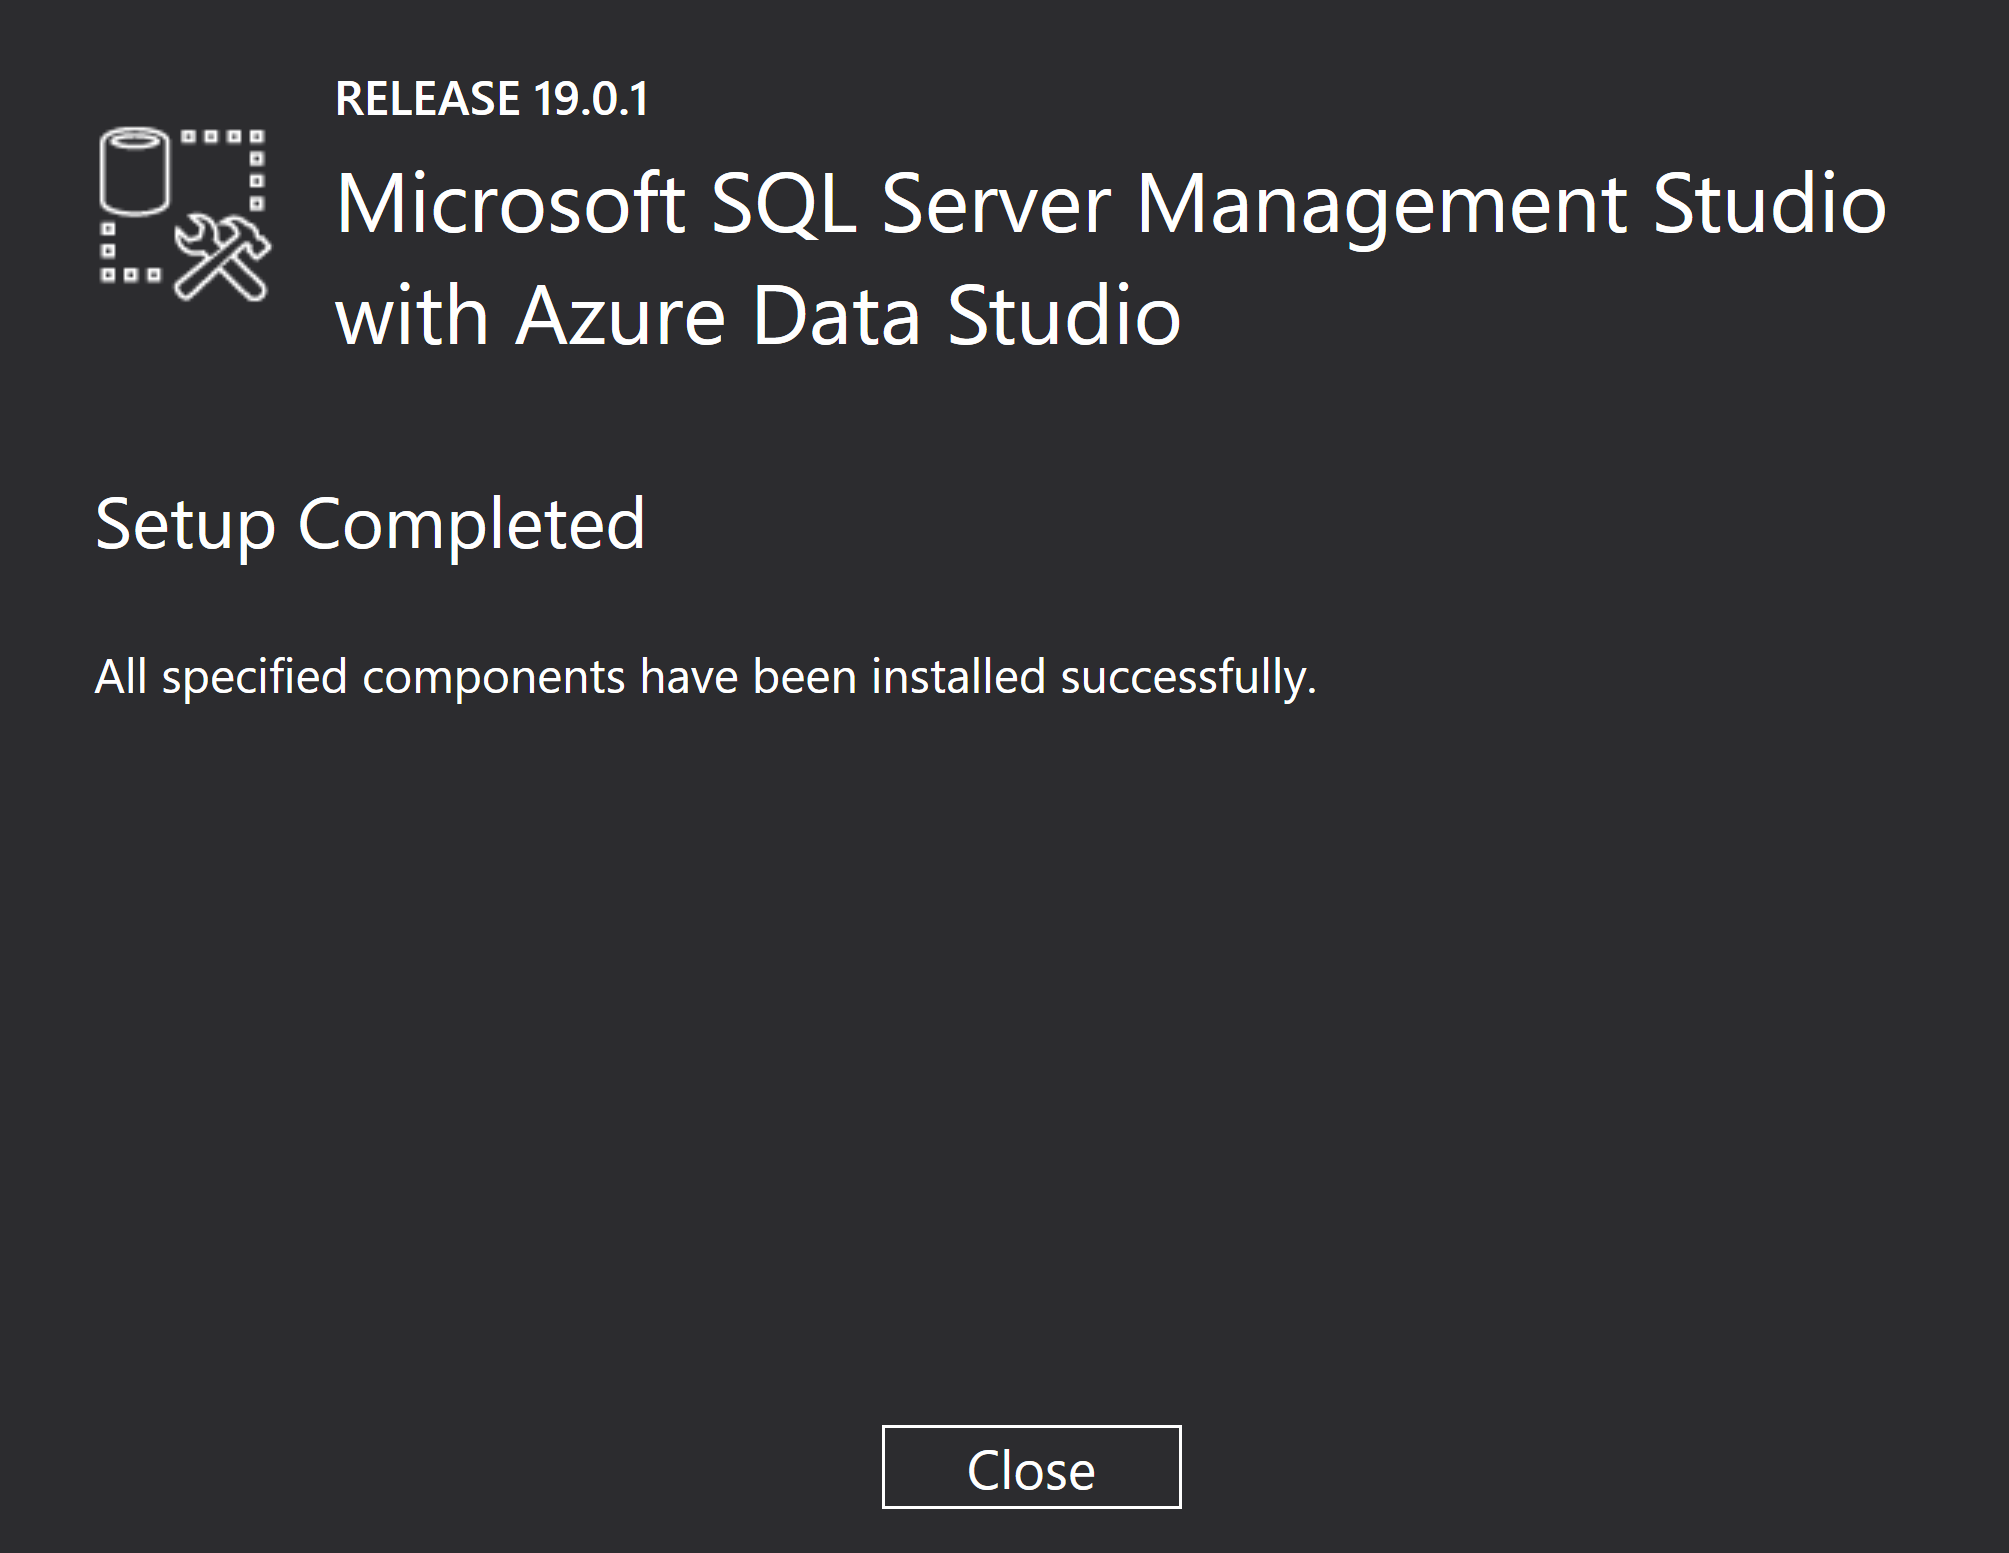 RELEASE 19.0.1
Microsoft SQL Server Management Studio
with Azure Data Studio
Setup Completed
All specified components have been installed successfully.
Close